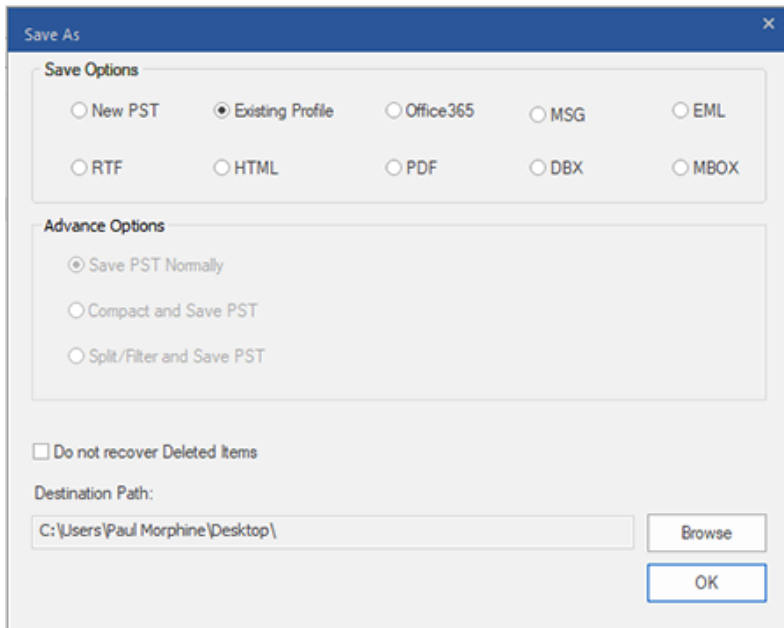 Save As
Save Options
New PST Existing Profile Office365 MSG EML
RTF HTML PDF DBX MBOX
Advance Options
Save PST Normally
Compact and Save PST
Split/Filter and Save PST
Do not recover Deleted Items
Destination Path:
C:\Users\Paul Morphine\Desktop\ Browse
OK